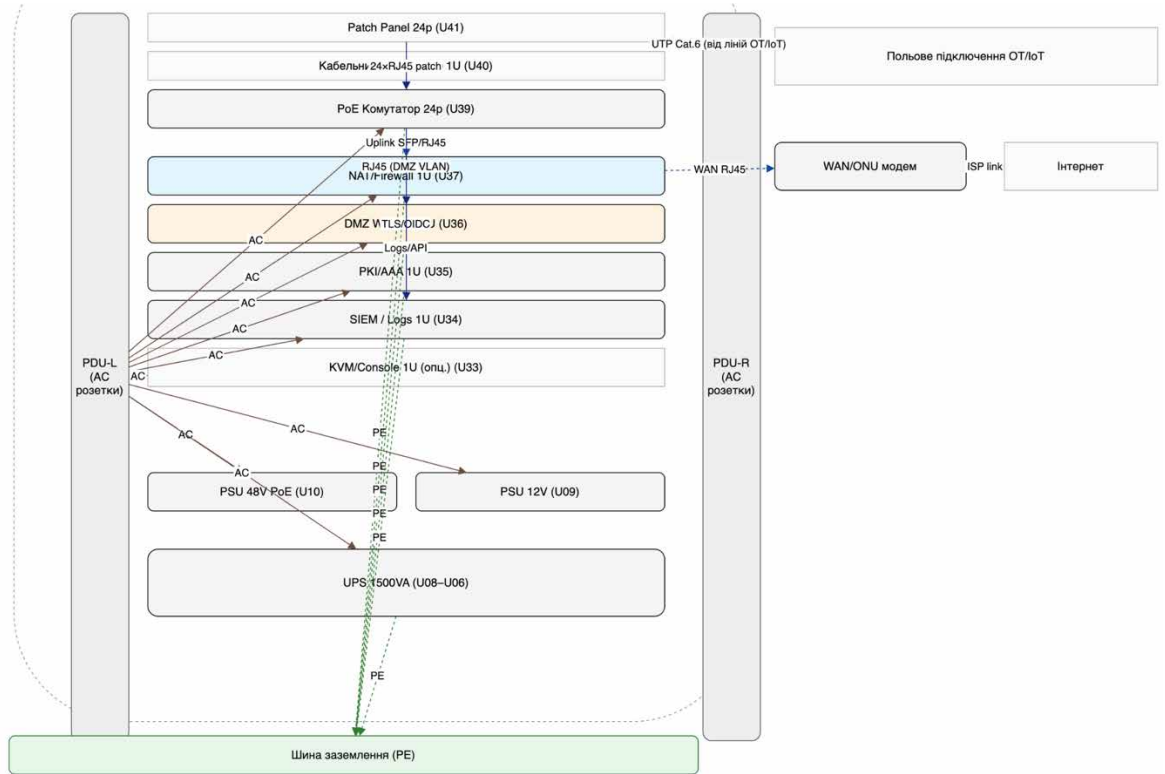 Patch Panel 24p (U41)
UTP Cat.6 (від ліній OT/IoT)
Польове підключення OT/IoT
24×RJ45 patch 1U (U40)
PoE Комутатор 24p (U39)
Uplink SFP/RJ45
RJ45 (DMZ VLAN)
NAT/Firewall 1U (U37)
WAN RJ45
WAN/ONU модем
ISP link
Інтернет
DMZ
TLS/OIDC
(U36)
AC
Logs/API
PKI/AAA 1U (U35)
AC
AC
SIEM / Logs 1U (U34)
AC
AC
AC
KVM/Console 1U (опц.) (U33)
PDU-L
(AC
розетки)
PDU-R
(AC
розетки)
AC
AC
PE
PE
AC
PSU 48V PoE (U10)
PE
PSU 12V (U09)
PE
PE
UPS 1500VA (U08–U06)
PE
Шина заземлення (PE)